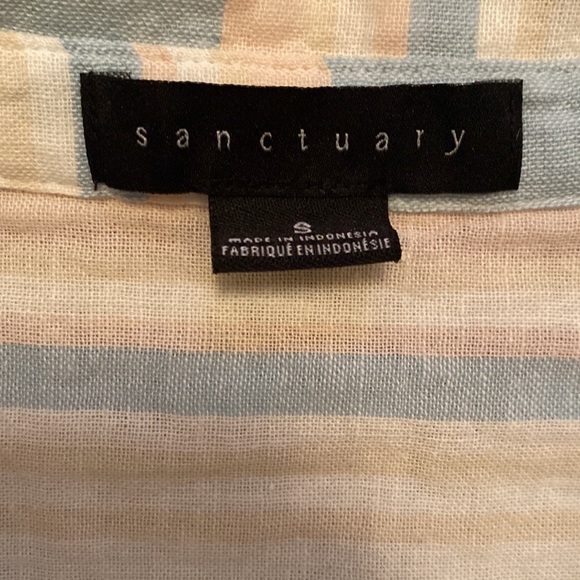 sanctuary
S
MADE IN INDONESIA
FABRIQUÉ EN INDONÉSIE